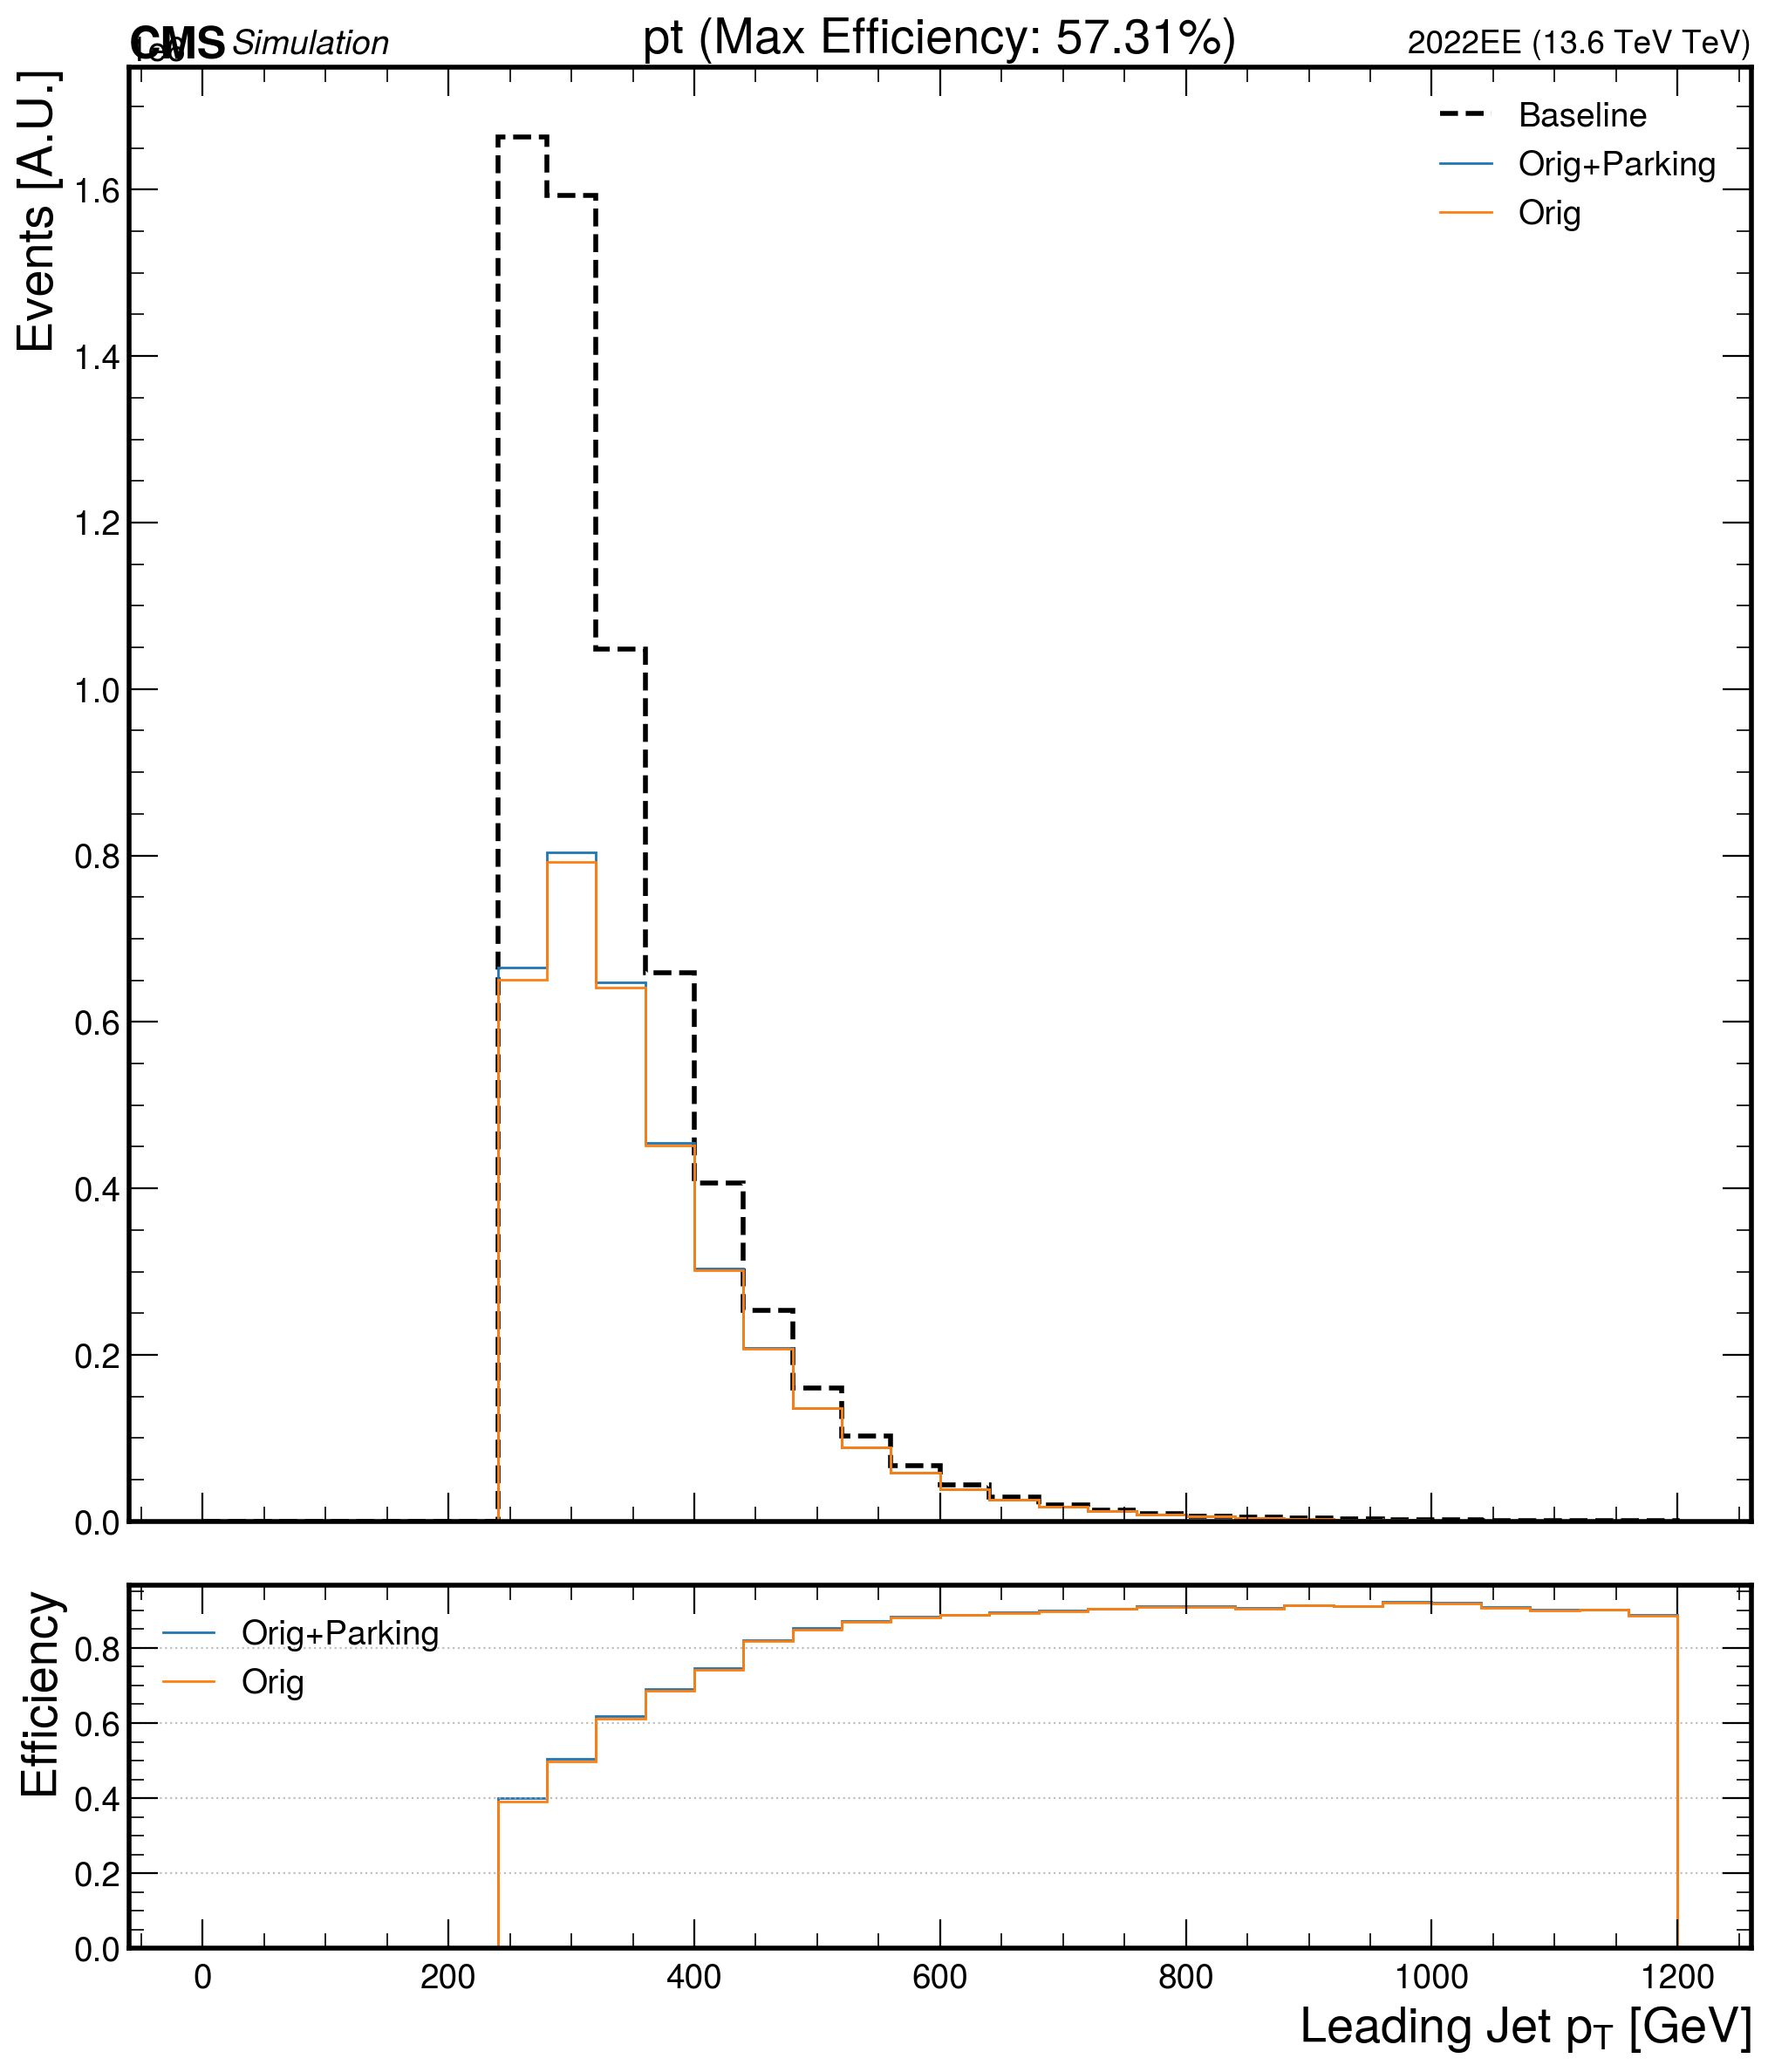 CMS Simulation
pt (Max Efficiency: 57.31%)
2022EE (13.6 TeV TeV)
Events [A.U.]
1.6
1.4
1.2
1.0
0.8
0.6
0.4
0.2
0.0
Baseline
Orig+Parking
Orig
Efficiency
0.8
0.6
0.4
0.2
0.0
Orig+Parking
Orig
0 200 400 600 800 1000 1200
Leading Jet pT [GeV]